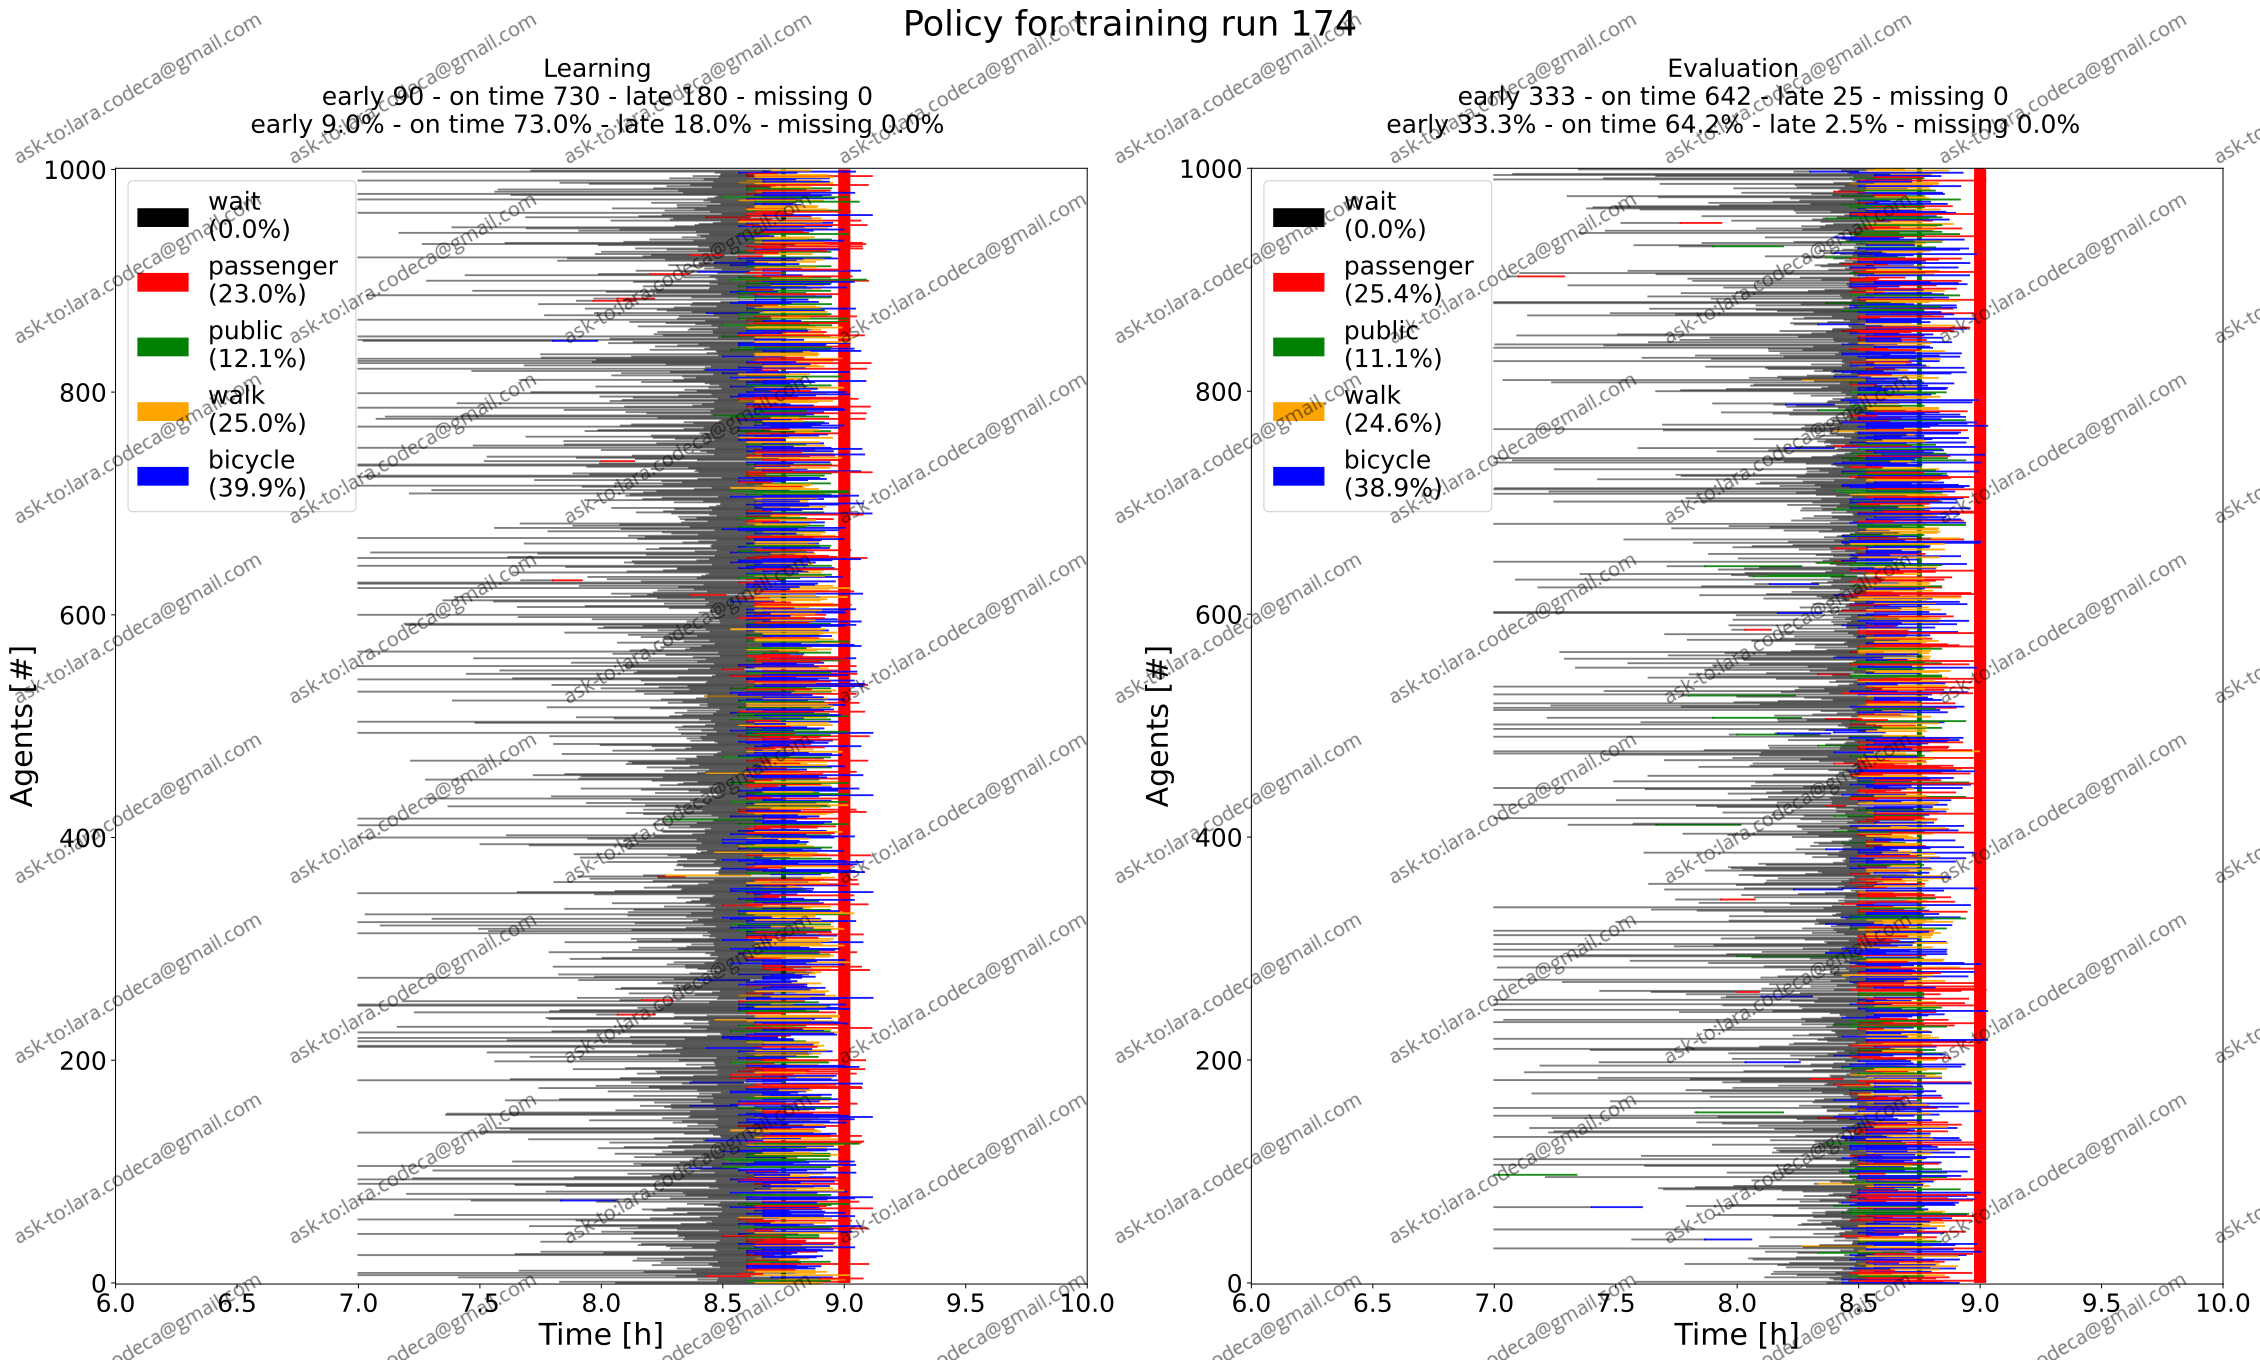 Policy for training run 174
Learning
early 90 - on time 730 - late 180 - missing 0
early 9.0% - on time 73.0% - late 18.0% - missing 0.0%
1000
800
600
400
200
0
Agents [#]
wait
(0.0%)
passenger
(23.0%)
public
(12.1%)
walk
(25.0%)
bicycle
(39.9%)
6.0 6.5 7.0 7.5 8.0 8.5 9.0 9.5 10.0
Time [h]
Evaluation
early 333 - on time 642 - late 25 - missing 0
early 33.3% - on time 64.2% - late 2.5% - missing 0.0%
1000
800
600
400
200
0
Agents [#]
wait
(0.0%)
passenger
(25.4%)
public
(11.1%)
walk
(24.6%)
bicycle
(38.9%)
6.0 6.5 7.0 7.5 8.0 8.5 9.0 9.5 10.0
Time [h]
ask-to:lara.codeca@gmail.com